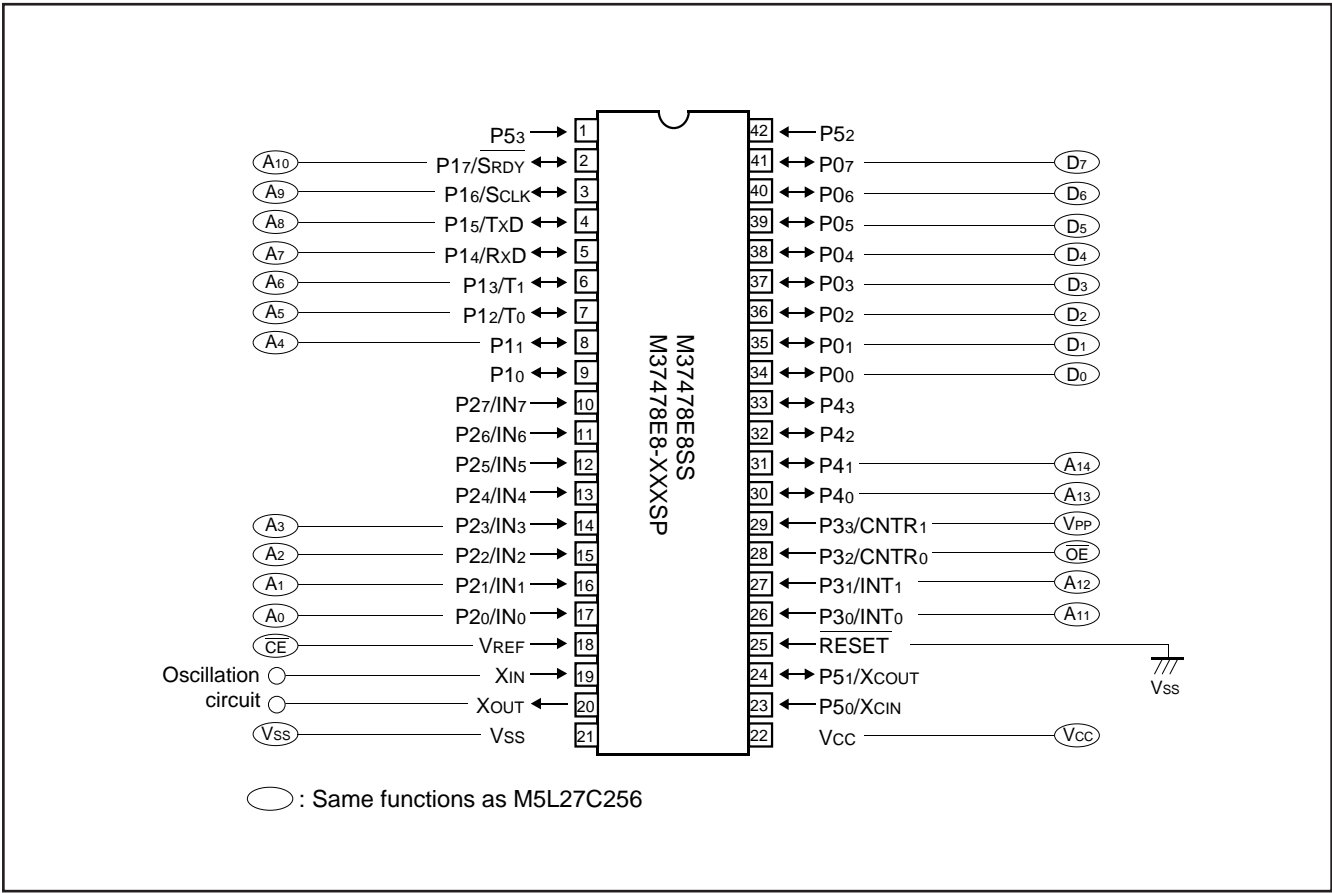 P53 1 42 P52
A10 P17/SRDY 2 41 P07 D7
A9 P16/SCLK 3 40 P06 D6
A8 P15/TXD 4 39 P05 D5
A7 P14/RXD 5 38 P04 D4
A6 P13/T1 6 37 P03 D3
A5 P12/T0 7 36 P02 D2
A4 P11 8 35 P01 D1
P10 9 34 P00 D0
P27/IN7 10 33 P43
P26/IN6 11 32 P42
P25/IN5 12 31 P41 A14
P24/IN4 13 30 P40 A13
A3 P23/IN3 14 29 P33/CNTR1 VPP
A2 P22/IN2 15 28 P32/CNTR0 OE
A1 P21/IN1 16 27 P31/INT1 A12
A0 P20/IN0 17 26 P30/INT0 A11
CE VREF 18 25 RESET
Oscillation XIN 19 24 P51/XCOUT VSS
circuit XOUT 20 23 P50/XCIN
VSS VSS 21 22 VCC VCC
M37478E8SS
M37478E8-XXXSP
: Same functions as M5L27C256